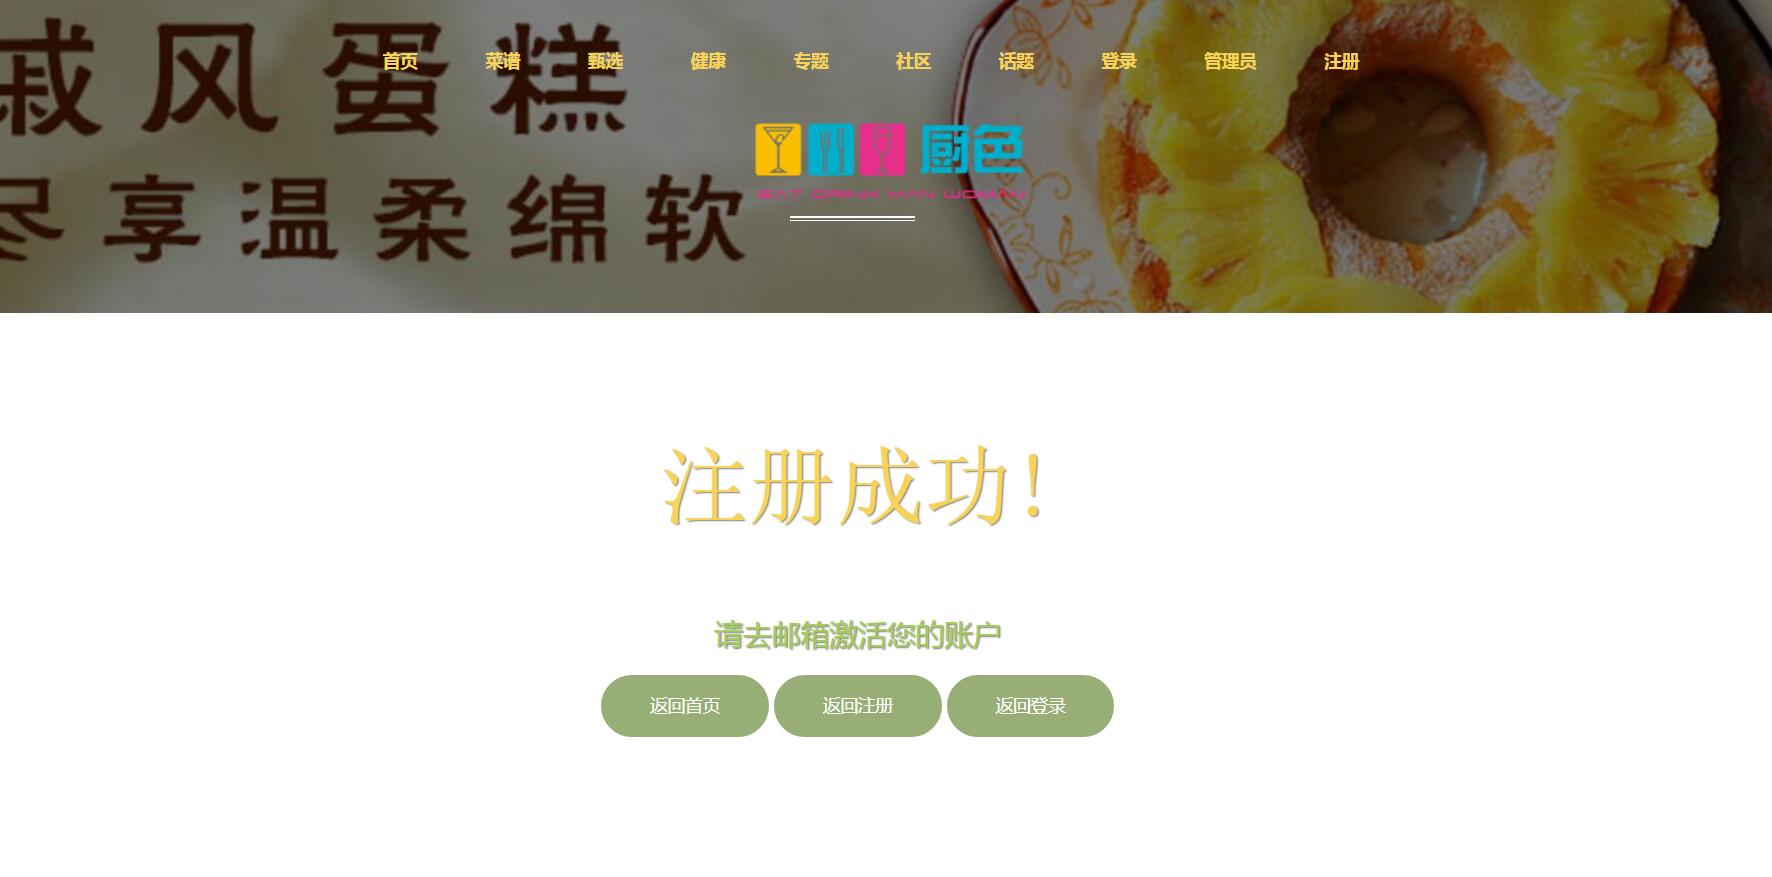 首页 菜谱 甄选 健康 专题 社区 话题 登录 管理员 注册
戚风蛋糕
厨色
EAT DRINK MAN WOMAN
尽享温柔绵软
注册成功!
请去邮箱激活您的账户
返回首页 返回注册 返回登录